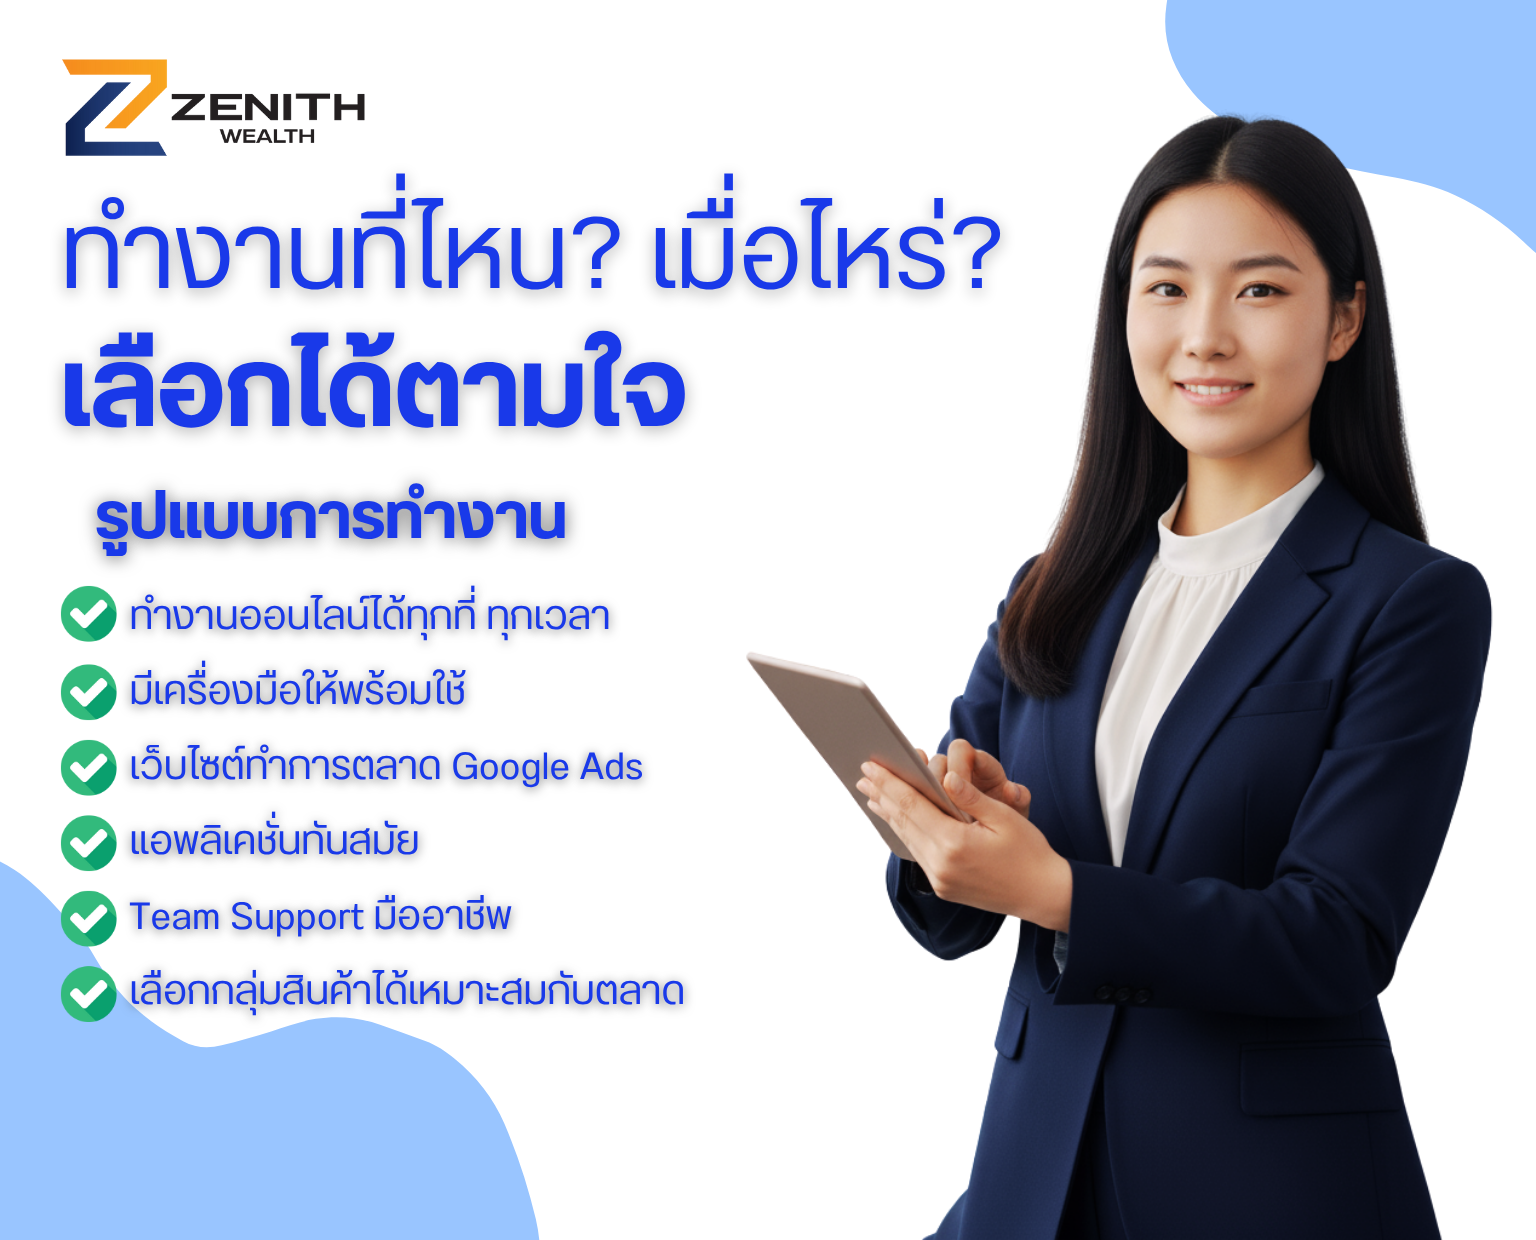 ZENITH
WEALTH
ทำงานที่ไหน? เมื่อไหร่?
เลือกได้ตามใจ
รูปแบบการทำงาน
ทำงานออนไลน์ได้ทุกที่ ทุกเวลา
มีเครื่องมือให้พร้อมใช้
เว็บไซต์ทำการตลาด Google Ads
แอพลิเคชั่นทันสมัย
Team Support มืออาชีพ
เลือกกลุ่มสินค้าได้เหมาะสมกับตลาด